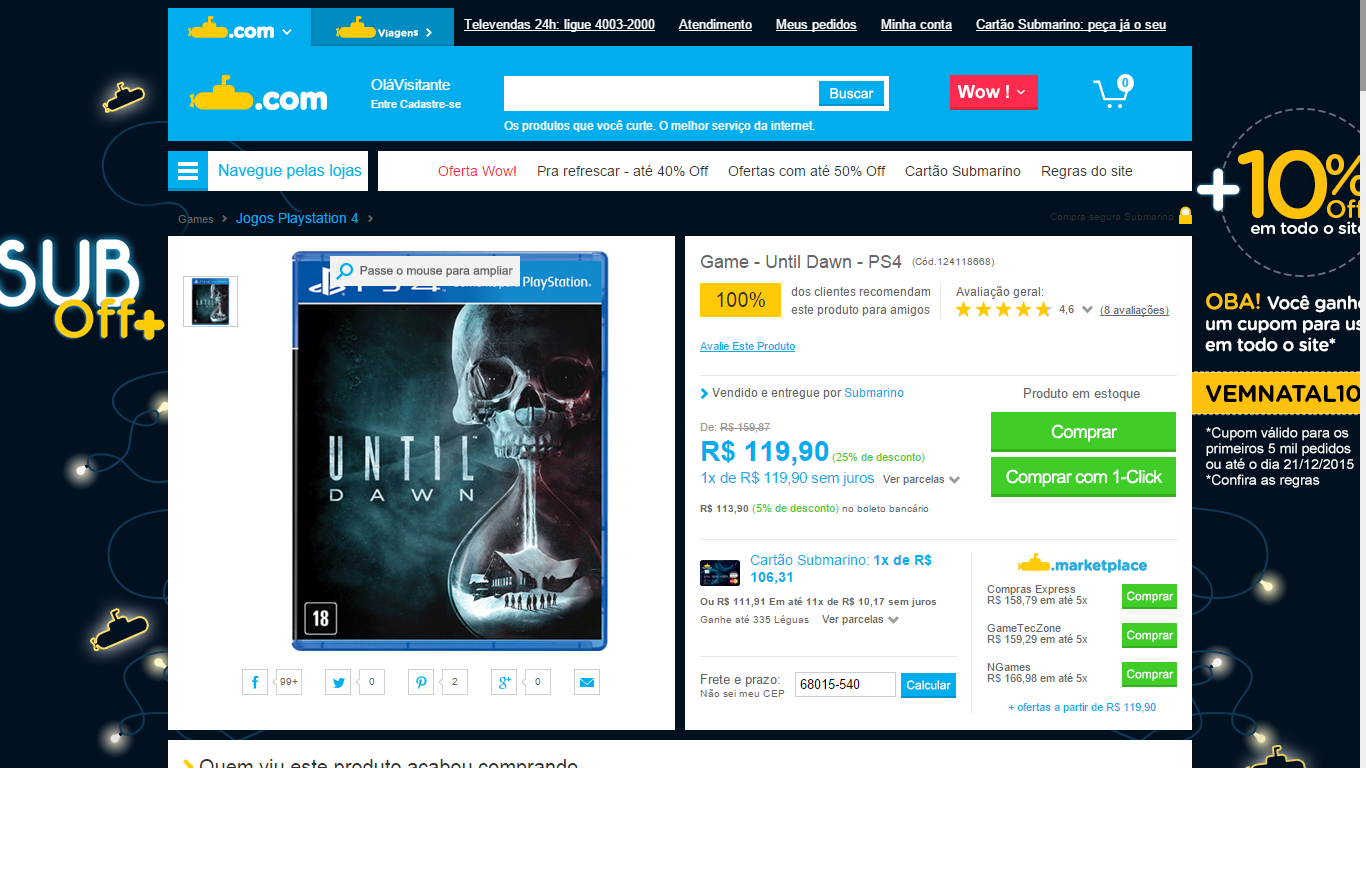 .com
Viagens
Televendas 24h: ligue 4003-2000
Atendimento
Meus pedidos
Minha conta
Cartão Submarino: peça já o seu
.com
OláVisitante
Entre Cadastre-se
Buscar
Os produtos que você curte. O melhor serviço da internet.
Wow !
0
Navegue pelas lojas
Oferta Wow!
Pra refrescar - até 40% Off
Ofertas com até 50% Off
Cartão Submarino
Regras do site
Games
Jogos Playstation 4
Compra segura Submarino
SUB
Off+
+10%
Off
em todo o site
OBA! Você ganhe
um cupom para us
em todo o site*
VEMNATAL10
*Cupom válido para os
primeiros 5 mil pedidos
ou até o dia 21/12/2015
*Confira as regras
Passe o mouse para ampliar
PS4
PlayStation.
UNTIL
DAWN
18
99+
0
2
0
Game - Until Dawn - PS4 (Cód.124118668)
100%
dos clientes recomendam
este produto para amigos
Avaliação geral:
4,6 (8 avaliações)
Avalie Este Produto
Vendido e entregue por Submarino
Produto em estoque
De: R$ 159,87
R$ 119,90 (25% de desconto)
1x de R$ 119,90 sem juros Ver parcelas
R$ 113,90 (5% de desconto) no boleto bancário
Comprar
Comprar com 1-Click
Cartão Submarino: 1x de R$
106,31
Ou R$ 111,91 Em até 11x de R$ 10,17 sem juros
Ganhe até 335 Léguas Ver parcelas
Frete e prazo:
Não sei meu CEP
68015-540
Calcular
.marketplace
Compras Express
R$ 158,79 em até 5x
Comprar
GameTecZone
R$ 159,29 em até 5x
Comprar
NGames
R$ 166,98 em até 5x
Comprar
+ ofertas a partir de R$ 119,90
Quem viu este produto acabou comprando